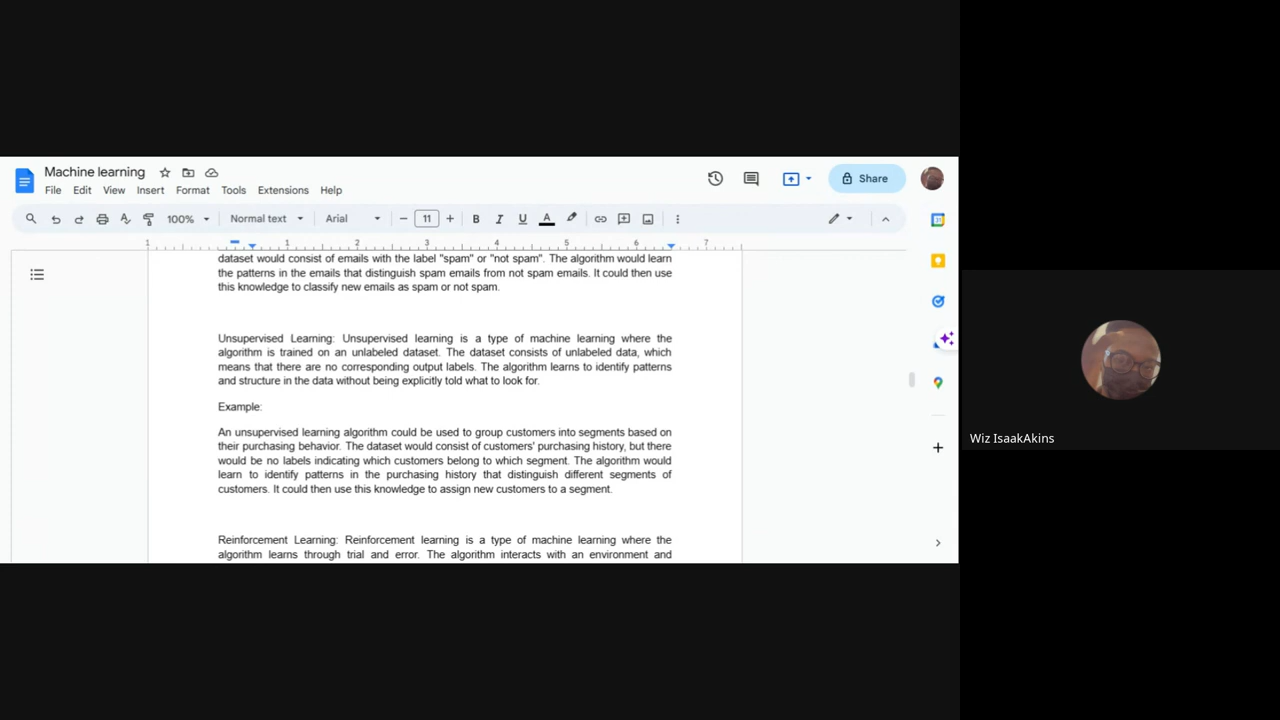 Machine learning
File Edit View Insert Format Tools Extensions Help
Share
100% Normal text Arial 11 B I U A
1 1 2 3 4 5 6 7
dataset would consist of emails with the label "spam" or "not spam". The algorithm would learn
the patterns in the emails that distinguish spam emails from not spam emails. It could then use
this knowledge to classify new emails as spam or not spam.
Unsupervised Learning: Unsupervised learning is a type of machine learning where the
algorithm is trained on an unlabeled dataset. The dataset consists of unlabeled data, which
means that there are no corresponding output labels. The algorithm learns to identify patterns
and structure in the data without being explicitly told what to look for.
Example:
An unsupervised learning algorithm could be used to group customers into segments based on
their purchasing behavior. The dataset would consist of customers' purchasing history, but there
would be no labels indicating which customers belong to which segment. The algorithm would
learn to identify patterns in the purchasing history that distinguish different segments of
customers. It could then use this knowledge to assign new customers to a segment.
Reinforcement Learning: Reinforcement learning is a type of machine learning where the
algorithm learns through trial and error. The algorithm interacts with an environment and
Wiz IsaakAkins